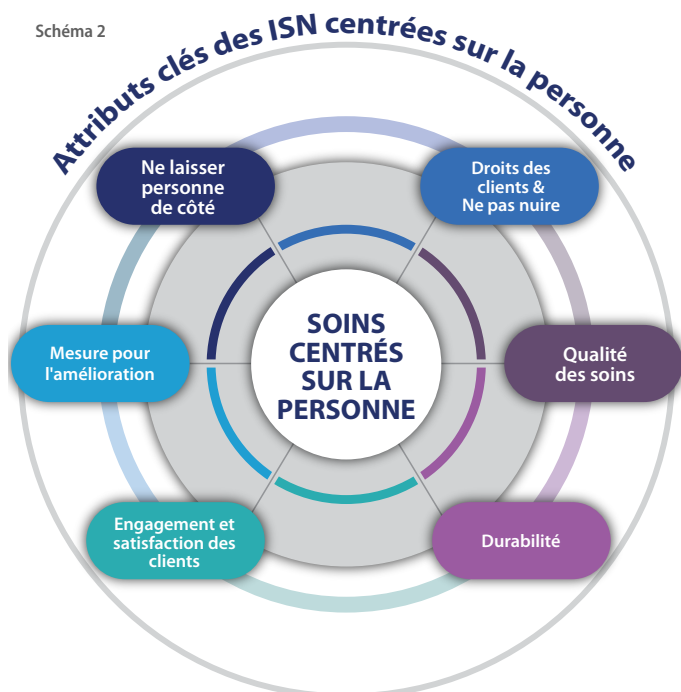 Schéma 2
Attributs clés des ISN centrées sur la personne
Ne laisser
personne
de côté
Droits des
clients &
Ne pas nuire
Mesure pour
l'amélioration
SOINS
CENTRÉS
SUR LA
PERSONNE
Qualité
des soins
Engagement et
satisfaction des
clients
Durabilité